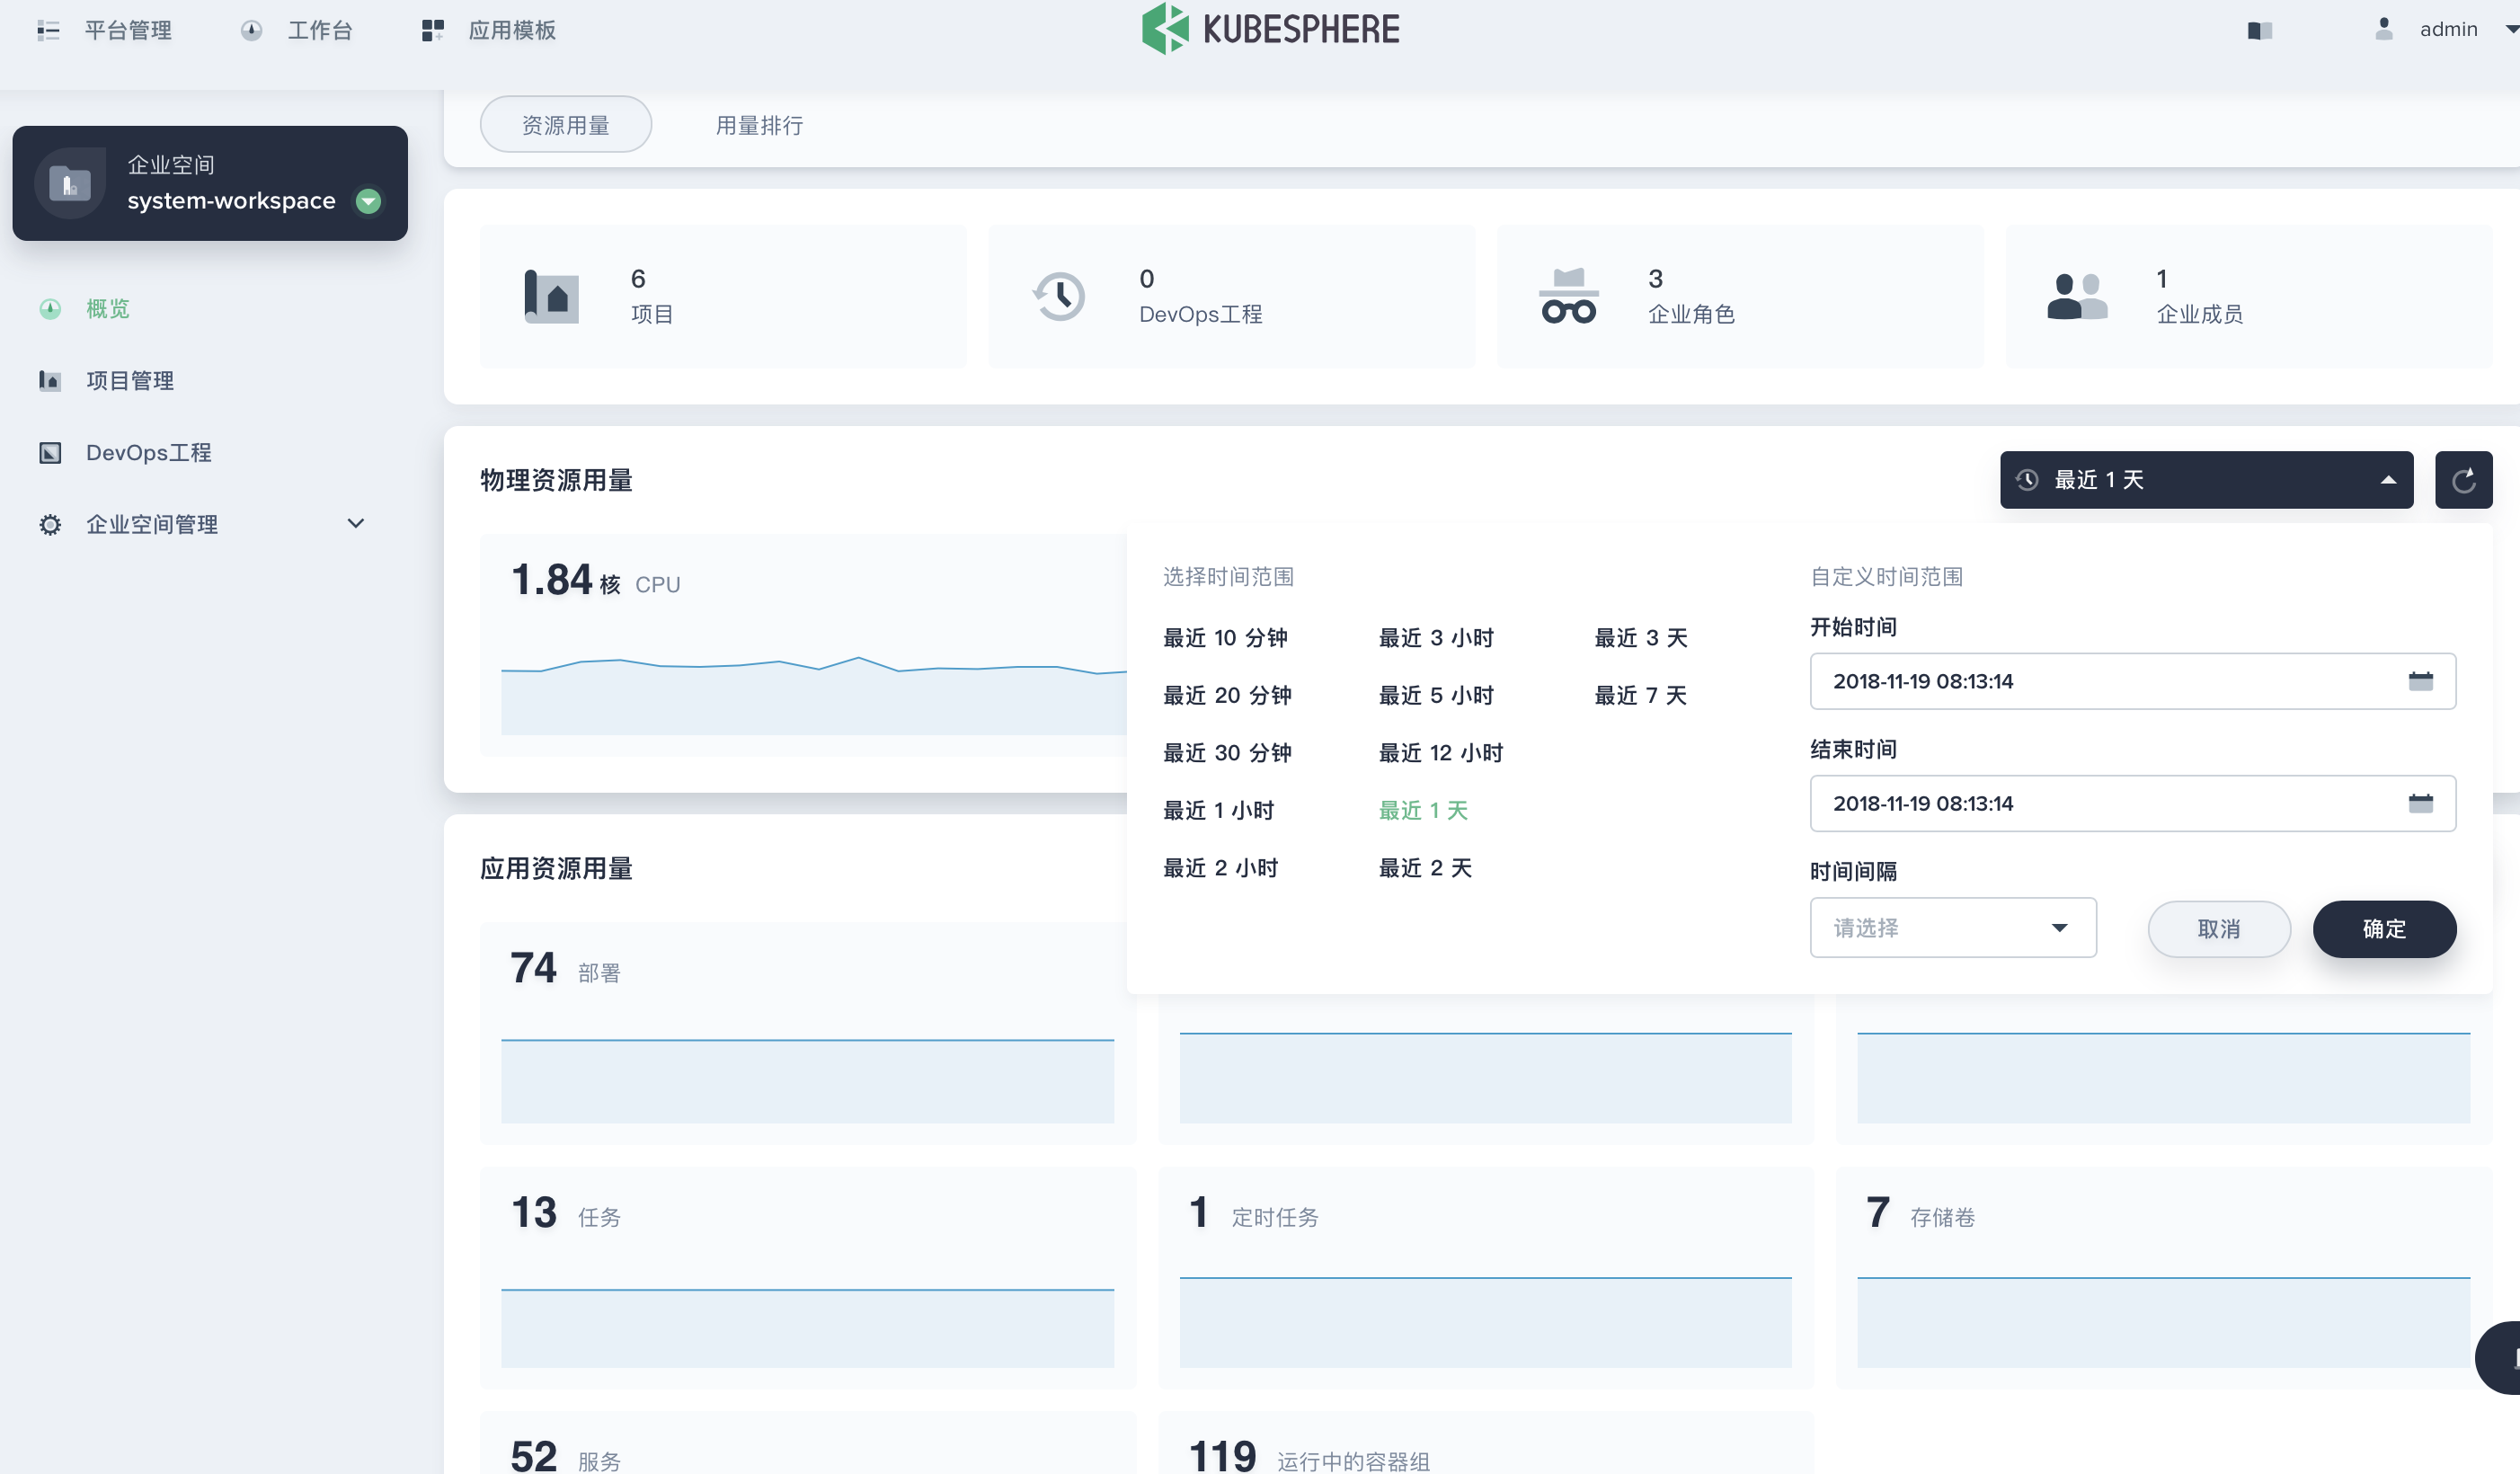 平台管理
工作台
应用模板
KUBESPHERE
admin
企业空间
system-workspace
概览
项目管理
DevOps工程
企业空间管理
资源用量
用量排行
6
项目
0
DevOps工程
3
企业角色
1
企业成员
物理资源用量
最近 1 天
1.84 核 CPU
选择时间范围
最近 10 分钟
最近 3 小时
最近 3 天
最近 20 分钟
最近 5 小时
最近 7 天
最近 30 分钟
最近 12 小时
最近 1 小时
最近 1 天
最近 2 小时
最近 2 天
自定义时间范围
开始时间
2018-11-19 08:13:14
结束时间
2018-11-19 08:13:14
时间间隔
请选择
取消
确定
应用资源用量
74 部署
13 任务
1 定时任务
7 存储卷
52 服务
119 运行中的容器组